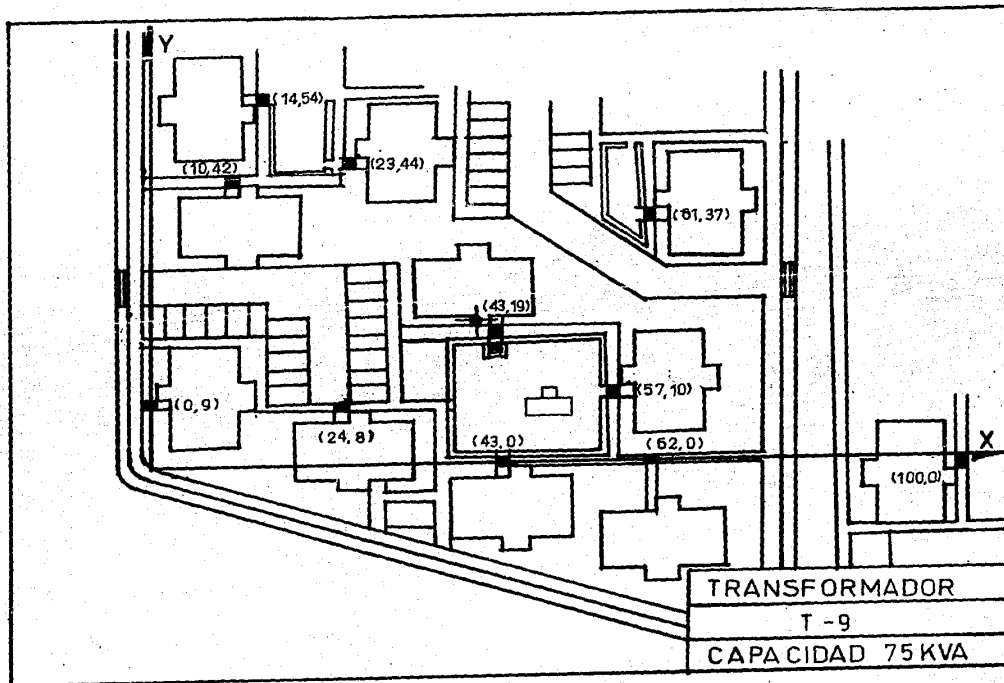 Y
(14,54)
(23,44)
(10,42)
(61,37)
(43,19)
(57,10)
(0,9)
(24,8)
(43,0)
(62,0)
X
(100,0)
TRANSFORMADOR
T-9
CAPACIDAD 75 KVA